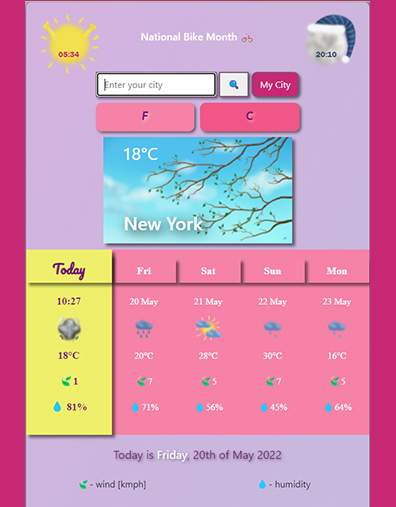 National Bike Month
05:34
20:10
Enter your city
My City
F
C
18°C
New York
Today Fri Sat Sun Mon
10:27 20 May 21 May 22 May 23 May
18°C 20°C 28°C 30°C 16°C
1 7 5 7 5
81% 71% 56% 45% 64%
Today is Friday, 20th of May 2022
- wind [kmph] - humidity